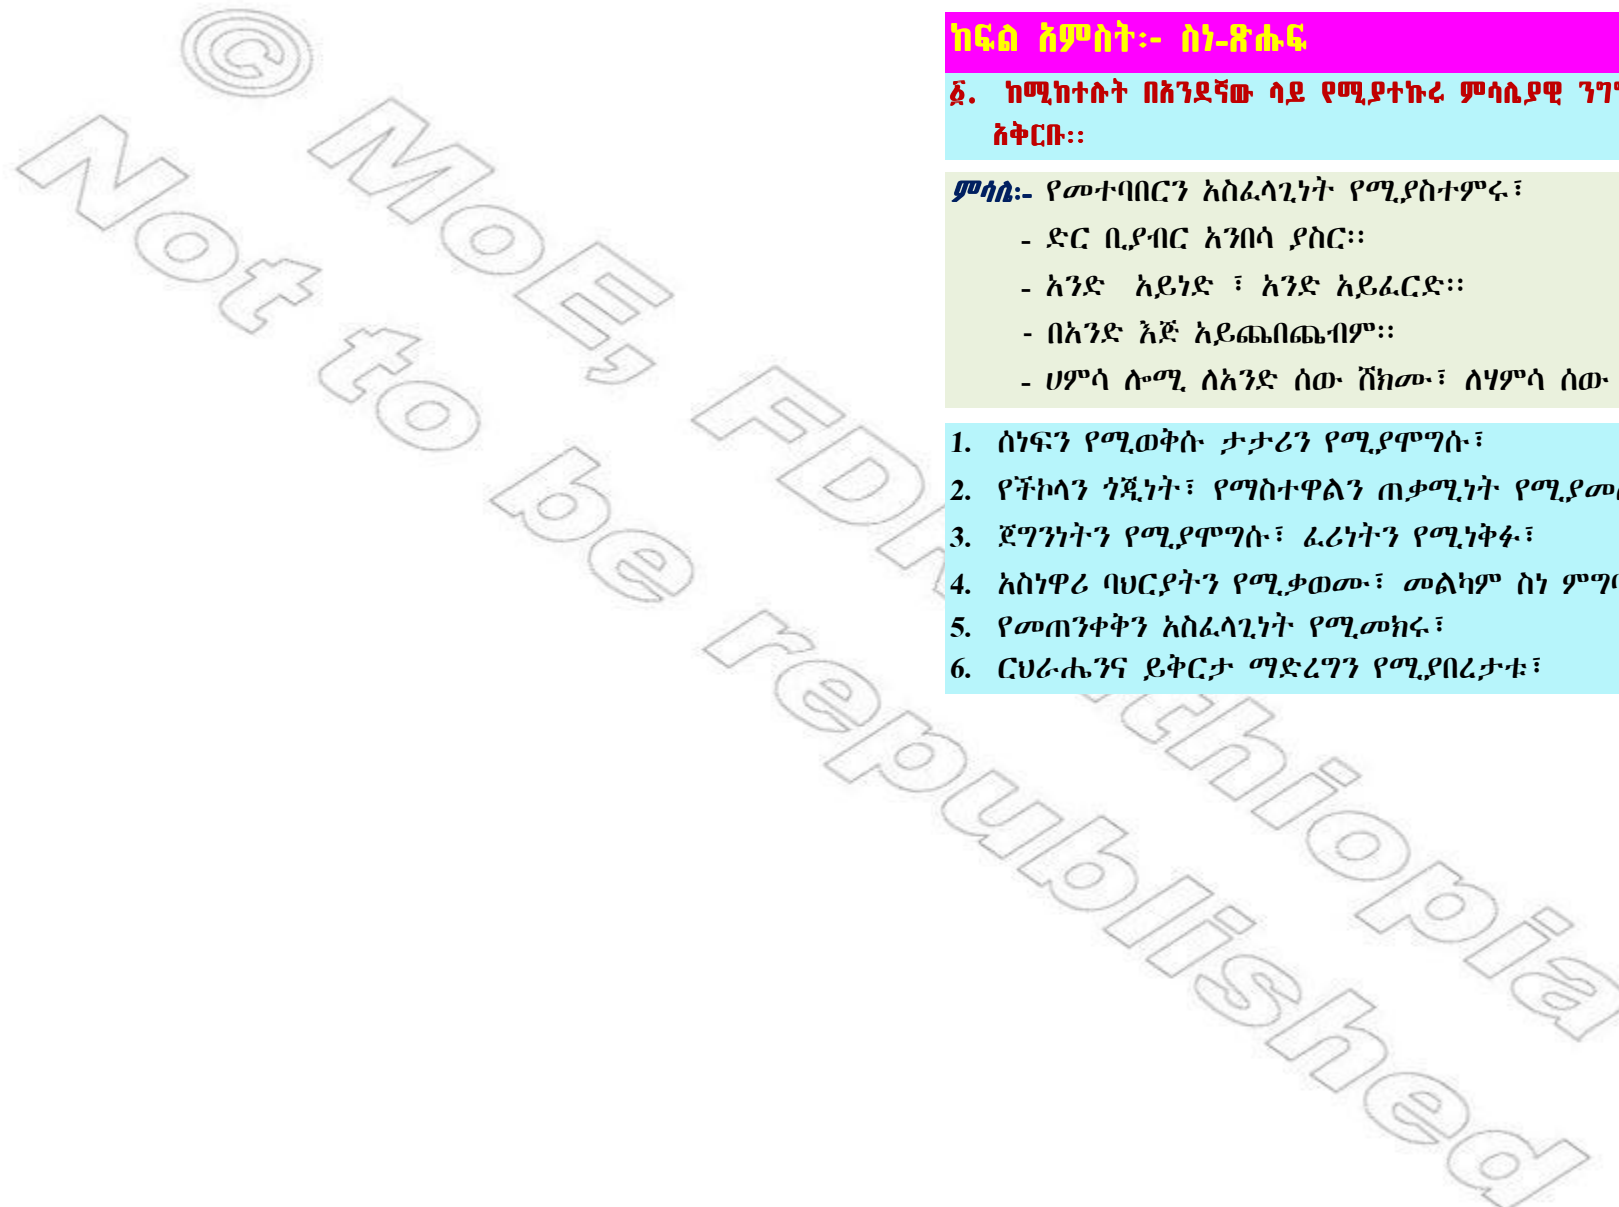 ክፍል አምስት፡- ስነ-ጽሑፍ
፩. ከሚከተሉት በአንደኛው ላይ የሚያተኩሩ ምሳሌያዊ
አቅርቡ፡፡
ምሳሌ፡- የመተባበርን አስፈላጊነት የሚያስተምሩ፣
- ድር ቢያብር አንበሳ ያስር፡፡
- አንድ አይነድ ፣ አንድ አይፈርድ፡፡
- በአንድ እጅ አይጨበጨብም፡፡
- ሀምሳ ሎሚ ለአንድ ሰው ሸክሙ፣ ለሃምሳ ሰው
1. ሰነፍን የሚወቅሱ ታታሪን የሚያሞግሱ፣
2. የችኮላን ጎጂነት፣ የማስተዋልን ጠቃሚነት
3. ጀግንነትን የሚያሞግሱ፣ ፈሪነትን የሚነቅፉ፣
4. አስነዋሪ ባህርያትን የሚቃወሙ፣ መልካም ስነ
5. የመጠንቀቅን አስፈላጊነት የሚመክሩ፣
6. ርህራሔንና ይቅርታ ማድረግን የሚያበረታቱ፣
© MoE, thiopia
Not to be republished